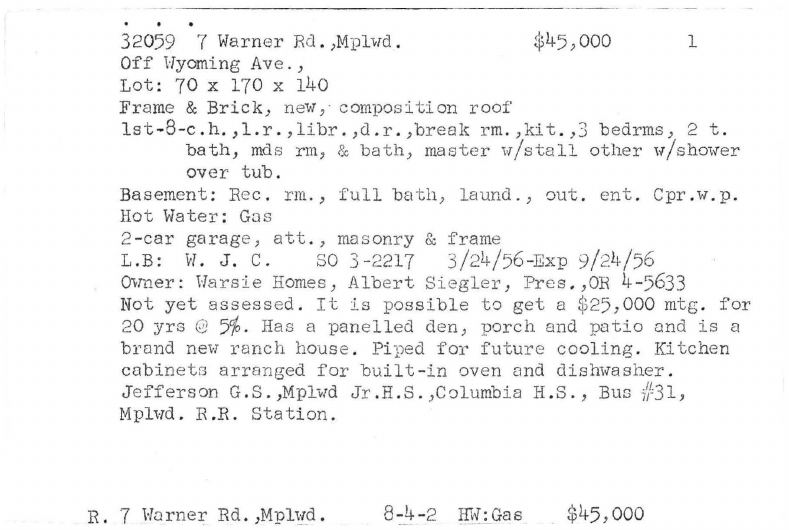 32059 7 Warner Rd.,Mplwd. $45,000 1
Off Wyoming Ave.,
Lot: 70 x 170 x 140
Frame & Brick, new, composition roof
1st-8-c.h.,l.r.,libr.,d.r.,break rm.,kit.,3 bedrms, 2 t.
bath, mds rm, & bath, master w/stall other w/shower
over tub.
Basement: Rec. rm., full bath, laund., out. ent. Cpr.w.p.
Hot Water: Gas
2-car garage, att., masonry & frame
L.B: W. J. C. SO 3-2217 3/24/56-Exp 9/24/56
Owner: Warsie Homes, Albert Siegler, Pres.,OR 4-5633
Not yet assessed. It is possible to get a $25,000 mtg. for
20 yrs @ 5%. Has a panelled den, porch and patio and is a
brand new ranch house. Piped for future cooling. Kitchen
cabinets arranged for built-in oven and dishwasher.
Jefferson G.S.,Mplwd Jr.H.S.,Columbia H.S., Bus #31,
Mplwd. R.R. Station.
R. 7 Warner Rd.,Mplwd. 8-4-2 HW:Gas $45,000